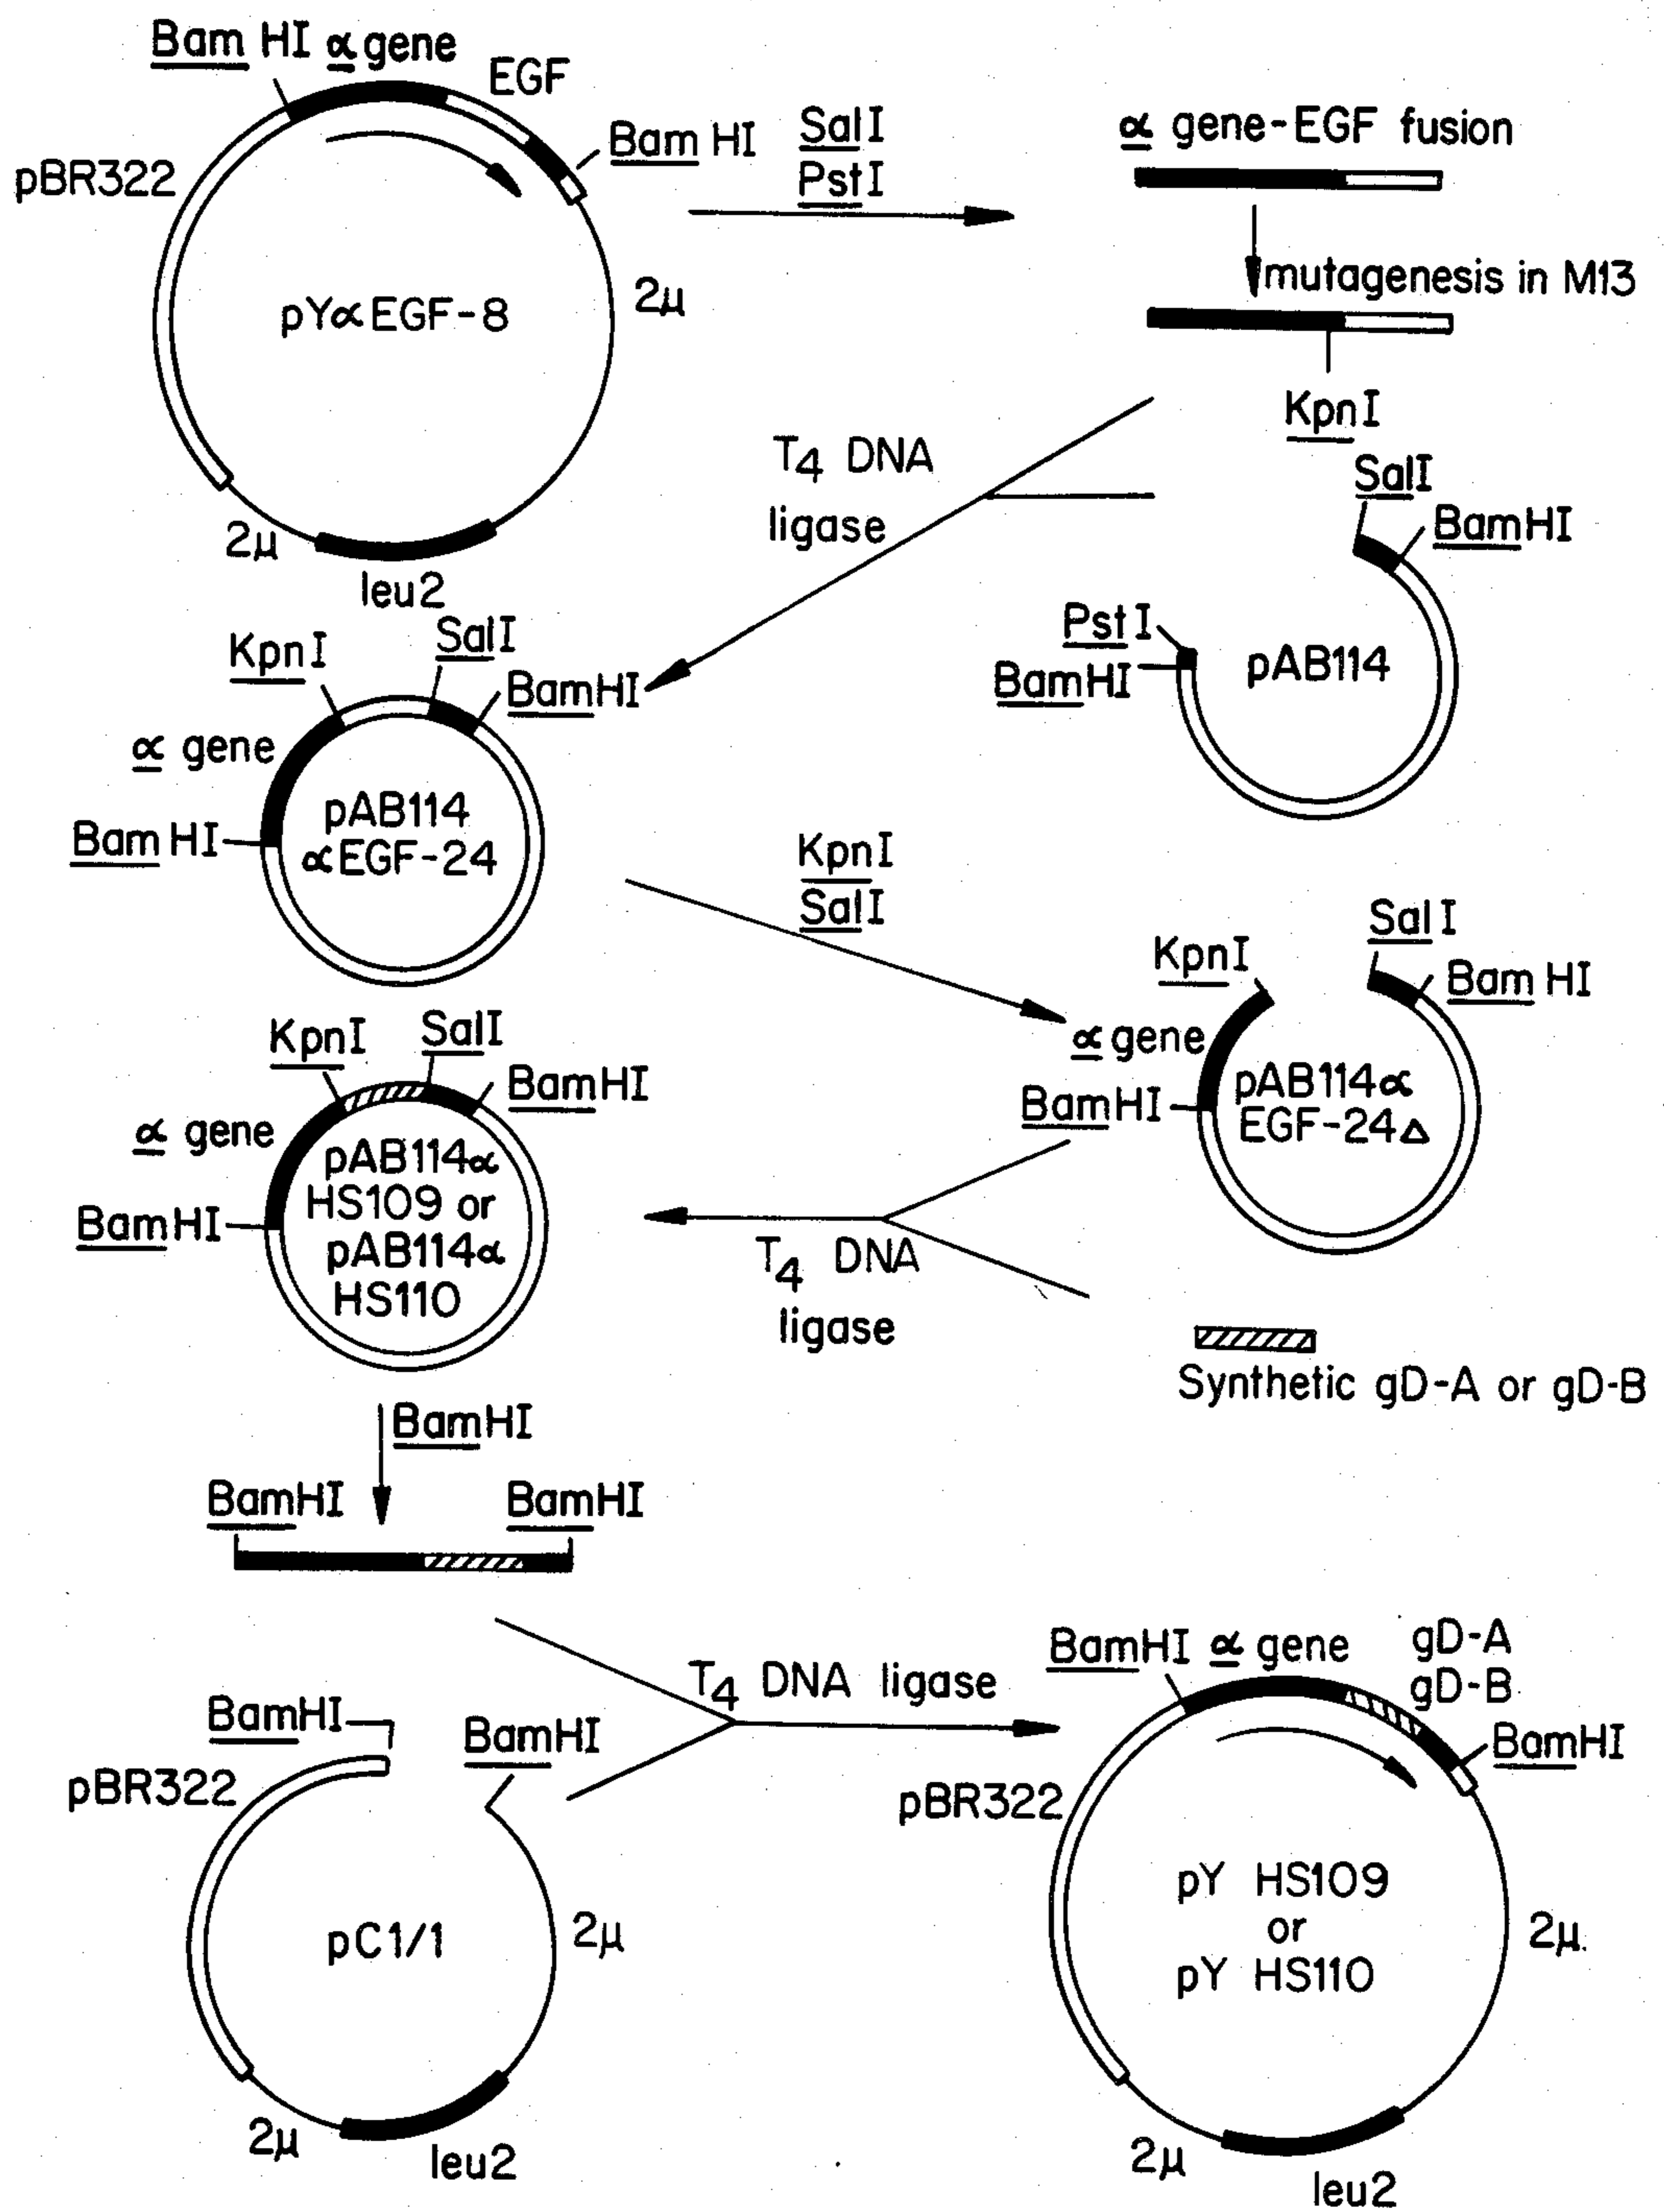 Bam HI α gene
EGF
Bam HI
pBR322
pYαEGF-8
2μ
2μ
leu2
SalI
PstI
α gene-EGF fusion
mutagenesis in M13
KpnI
T4 DNA
ligase
SalI
BamHI
PstI
BamHI
pAB114
KpnI
SalI
BamHI
α gene
BamHI
pAB114
αEGF-24
KpnI
SalI
KpnI
SalI
BamHI
α gene
BamHI
pAB114α
EGF-24Δ
KpnI
SalI
BamHI
α gene
BamHI
pAB114α
HS109 or
pAB114α
HS110
T4 DNA
ligase
Synthetic gD-A or gD-B
BamHI
BamHI
BamHI
T4 DNA ligase
BamHI
BamHI
pBR322
pC1/1
2μ
2μ
leu2
BamHI α gene
gD-A
gD-B
BamHI
pBR322
pY HS109
or
pY HS110
2μ
2μ
leu2